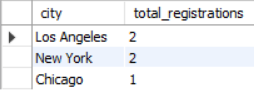 city total_registrations
Los Angeles 2
New York 2
Chicago 1